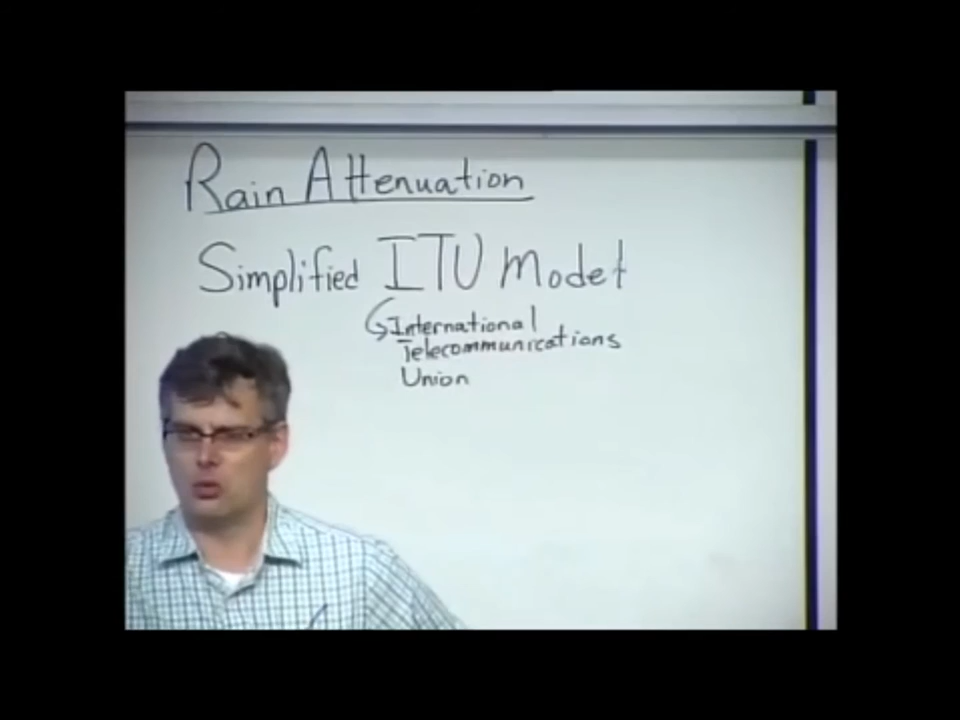 Rain Attenuation
Simplified ITU Model
International
Telecommunications
Union